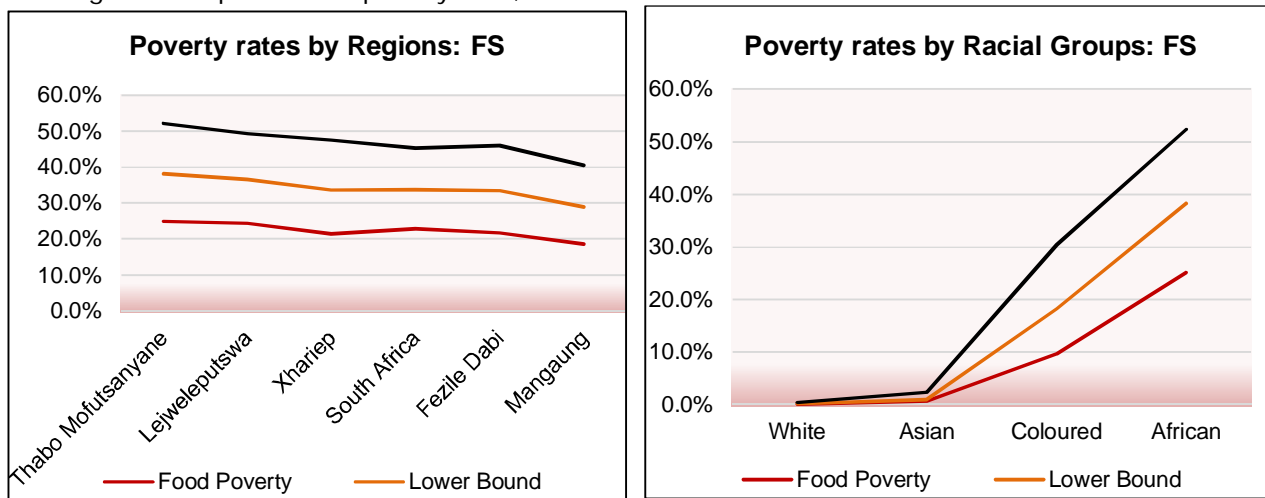 Poverty rates by Regions: FS
60.0%
50.0%
40.0%
30.0%
20.0%
10.0%
0.0%
Thabo Mofutsanyane
Lejweleputswa
Xhariep
South Africa
Fezile Dabi
Mangaung
Food Poverty
Lower Bound
Poverty rates by Racial Groups: FS
60.0%
50.0%
40.0%
30.0%
20.0%
10.0%
0.0%
White
Asian
Coloured
African
Food Poverty
Lower Bound